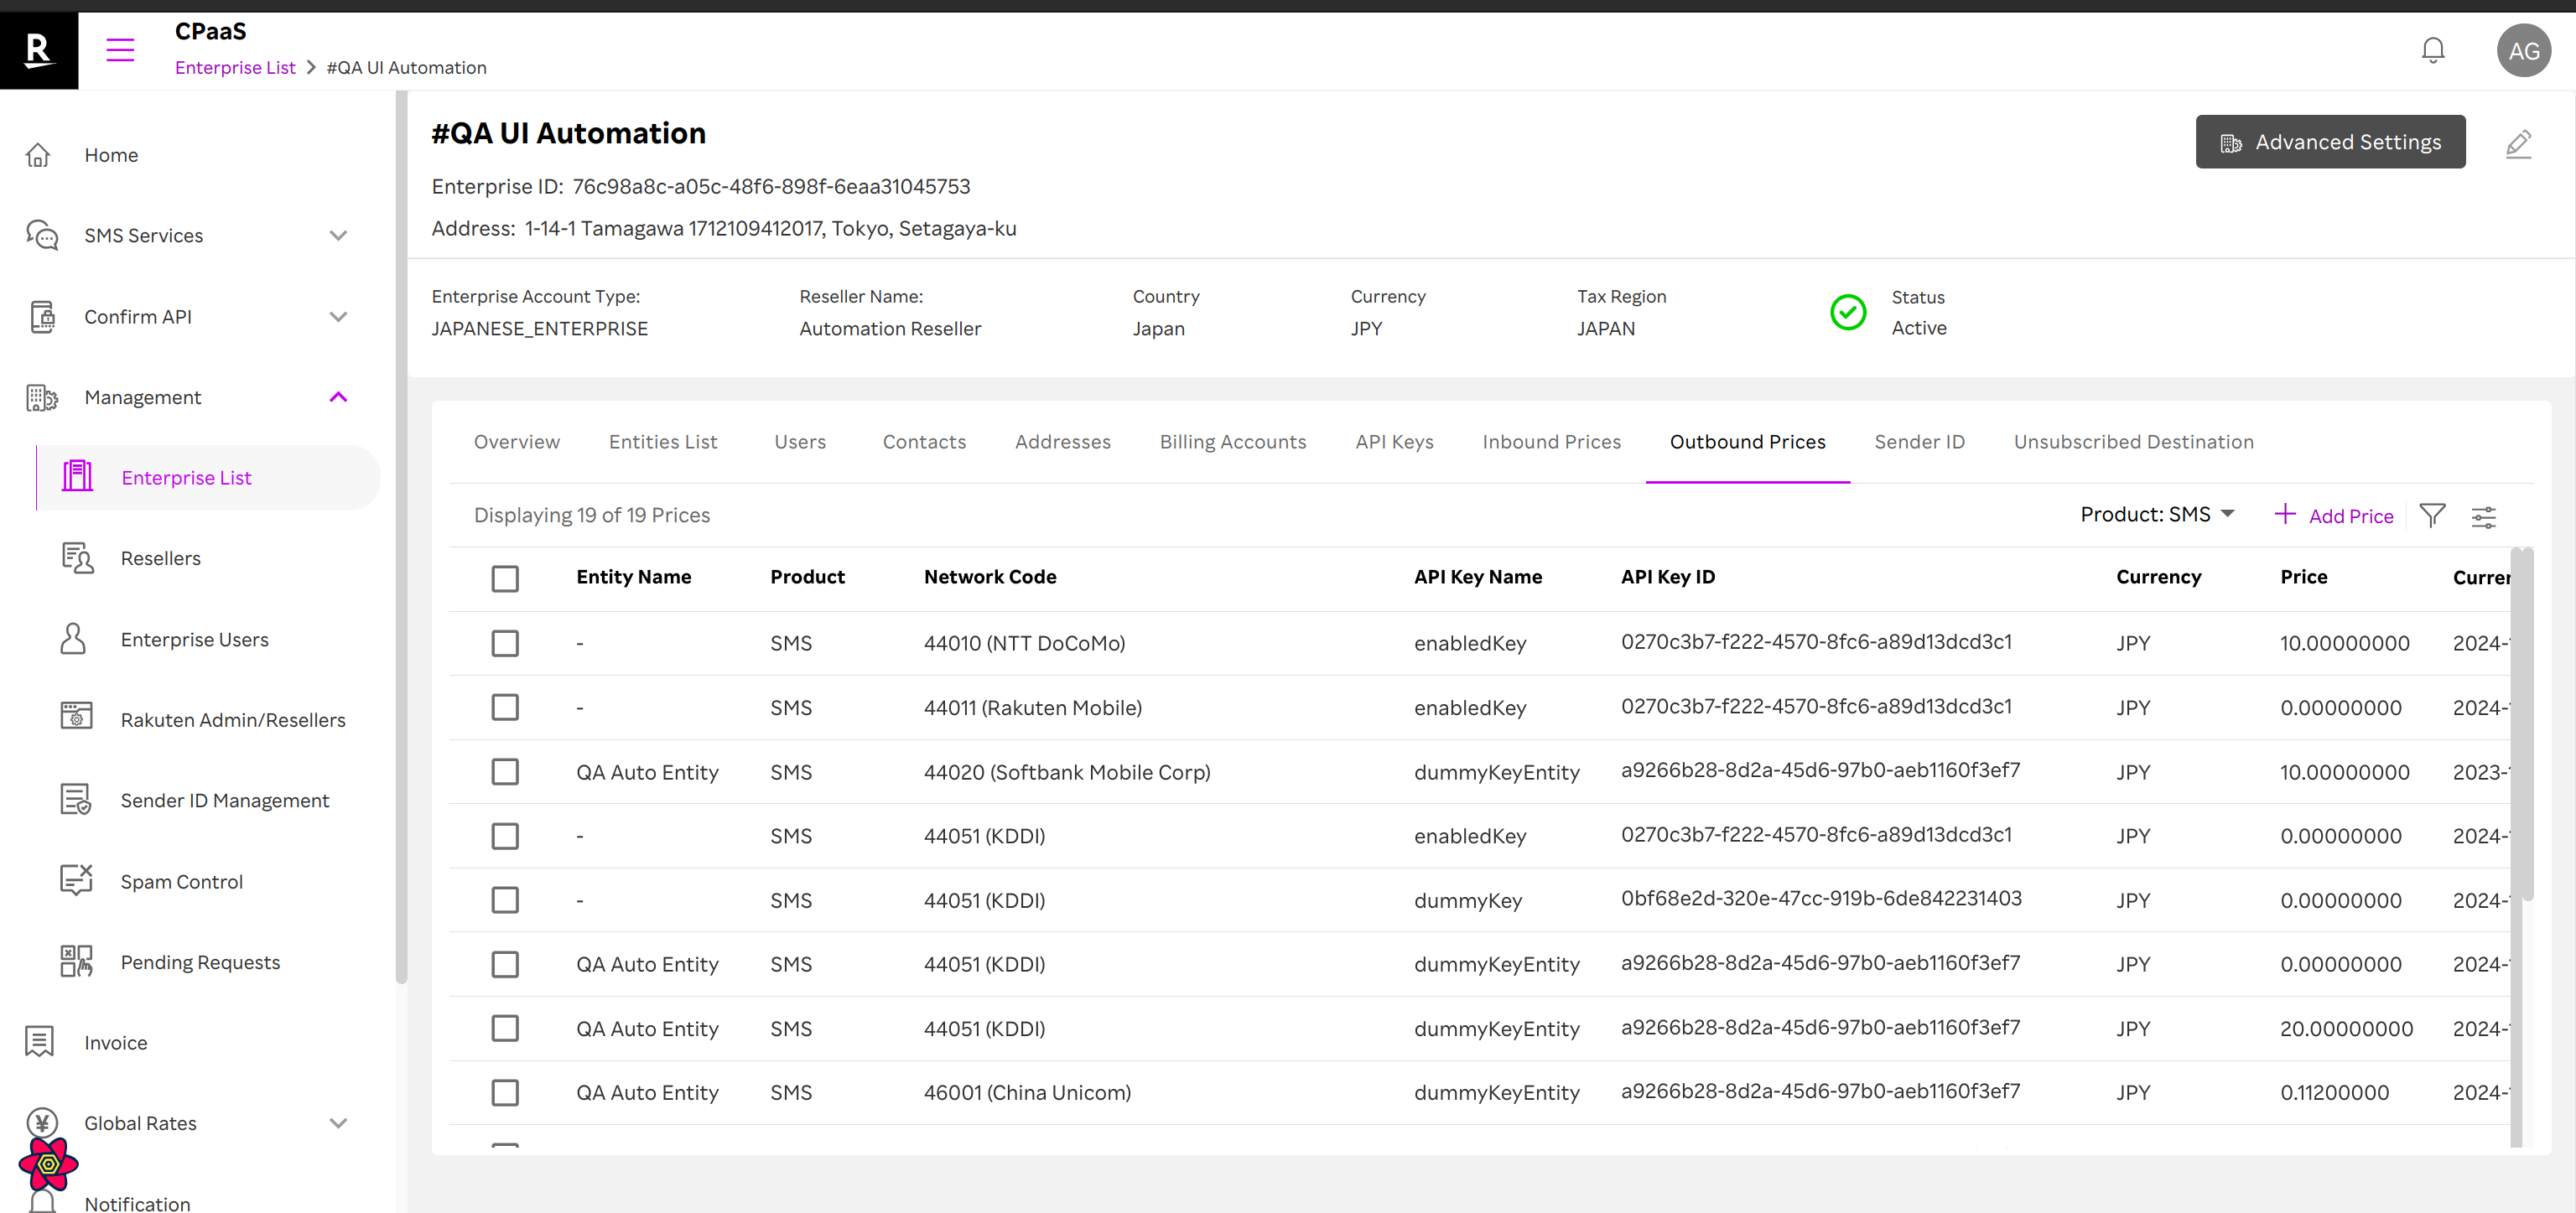 R
CPaaS
Enterprise List > #QA UI Automation
AG
Home
SMS Services
Confirm API
Management
Enterprise List
Resellers
Enterprise Users
Rakuten Admin/Resellers
Sender ID Management
Spam Control
Pending Requests
Invoice
Global Rates
Notification
#QA UI Automation
Advanced Settings
Enterprise ID: 76c98a8c-a05c-48f6-898f-6eaa31045753
Address: 1-14-1 Tamagawa 1712109412017, Tokyo, Setagaya-ku
Enterprise Account Type: Reseller Name: Country Currency Tax Region Status
JAPANESE_ENTERPRISE Automation Reseller Japan JPY JAPAN Active
Overview Entities List Users Contacts Addresses Billing Accounts API Keys Inbound Prices Outbound Prices Sender ID Unsubscribed Destination
Displaying 19 of 19 Prices Product: SMS + Add Price
Entity Name Product Network Code API Key Name API Key ID Currency Price Curre
- SMS 44010 (NTT DoCoMo) enabledKey 0270c3b7-f222-4570-8fc6-a89d13dcd3c1 JPY 10.00000000 2024-
- SMS 44011 (Rakuten Mobile) enabledKey 0270c3b7-f222-4570-8fc6-a89d13dcd3c1 JPY 0.00000000 2024-
QA Auto Entity SMS 44020 (Softbank Mobile Corp) dummyKeyEntity a9266b28-8d2a-45d6-97b0-aeb1160f3ef7 JPY 10.00000000 2023-
- SMS 44051 (KDDI) enabledKey 0270c3b7-f222-4570-8fc6-a89d13dcd3c1 JPY 0.00000000 2024-
- SMS 44051 (KDDI) dummyKey 0bf68e2d-320e-47cc-919b-6de842231403 JPY 0.00000000 2024-
QA Auto Entity SMS 44051 (KDDI) dummyKeyEntity a9266b28-8d2a-45d6-97b0-aeb1160f3ef7 JPY 0.00000000 2024-
QA Auto Entity SMS 44051 (KDDI) dummyKeyEntity a9266b28-8d2a-45d6-97b0-aeb1160f3ef7 JPY 20.00000000 2024-
QA Auto Entity SMS 46001 (China Unicom) dummyKeyEntity a9266b28-8d2a-45d6-97b0-aeb1160f3ef7 JPY 0.11200000 2024-